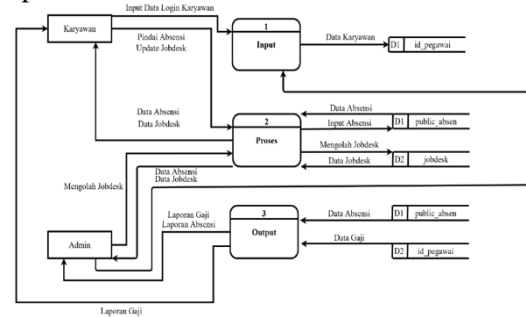 Input Data Login Karyawan
Karyawan
Pindai Absensi
Update Jobdesk
1
Input
Data Karyawan
D1 id_pegawai
Data Absensi
Data Jobdesk
2
Proses
Data Absensi
Input Absensi
D1 public_absen
Mengolah Jobdesk
Data Jobdesk
D2 jobdesk
Data Absensi
Data Jobdesk
Mengolah Jobdesk
Admin
Laporan Gaji
Laporan Absensi
3
Output
Data Absensi
D1 public_absen
Data Gaji
D2 id_pegawai
Laporan Gaji